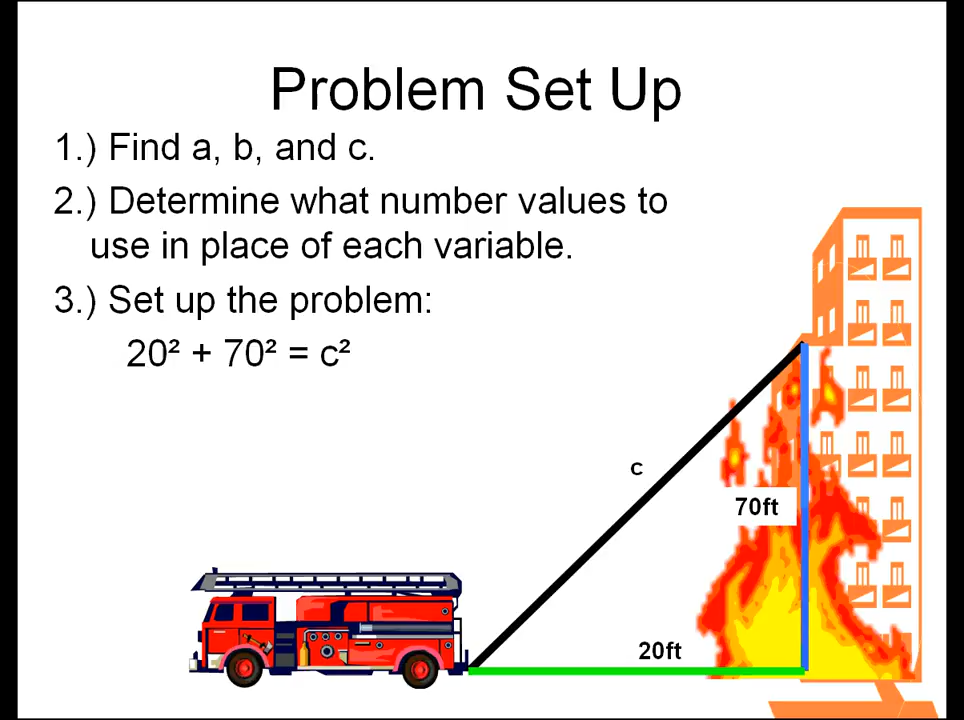 Problem Set Up
1.) Find a, b, and c.
2.) Determine what number values to
use in place of each variable.
3.) Set up the problem:
20² + 70² = c²
c
70ft
20ft